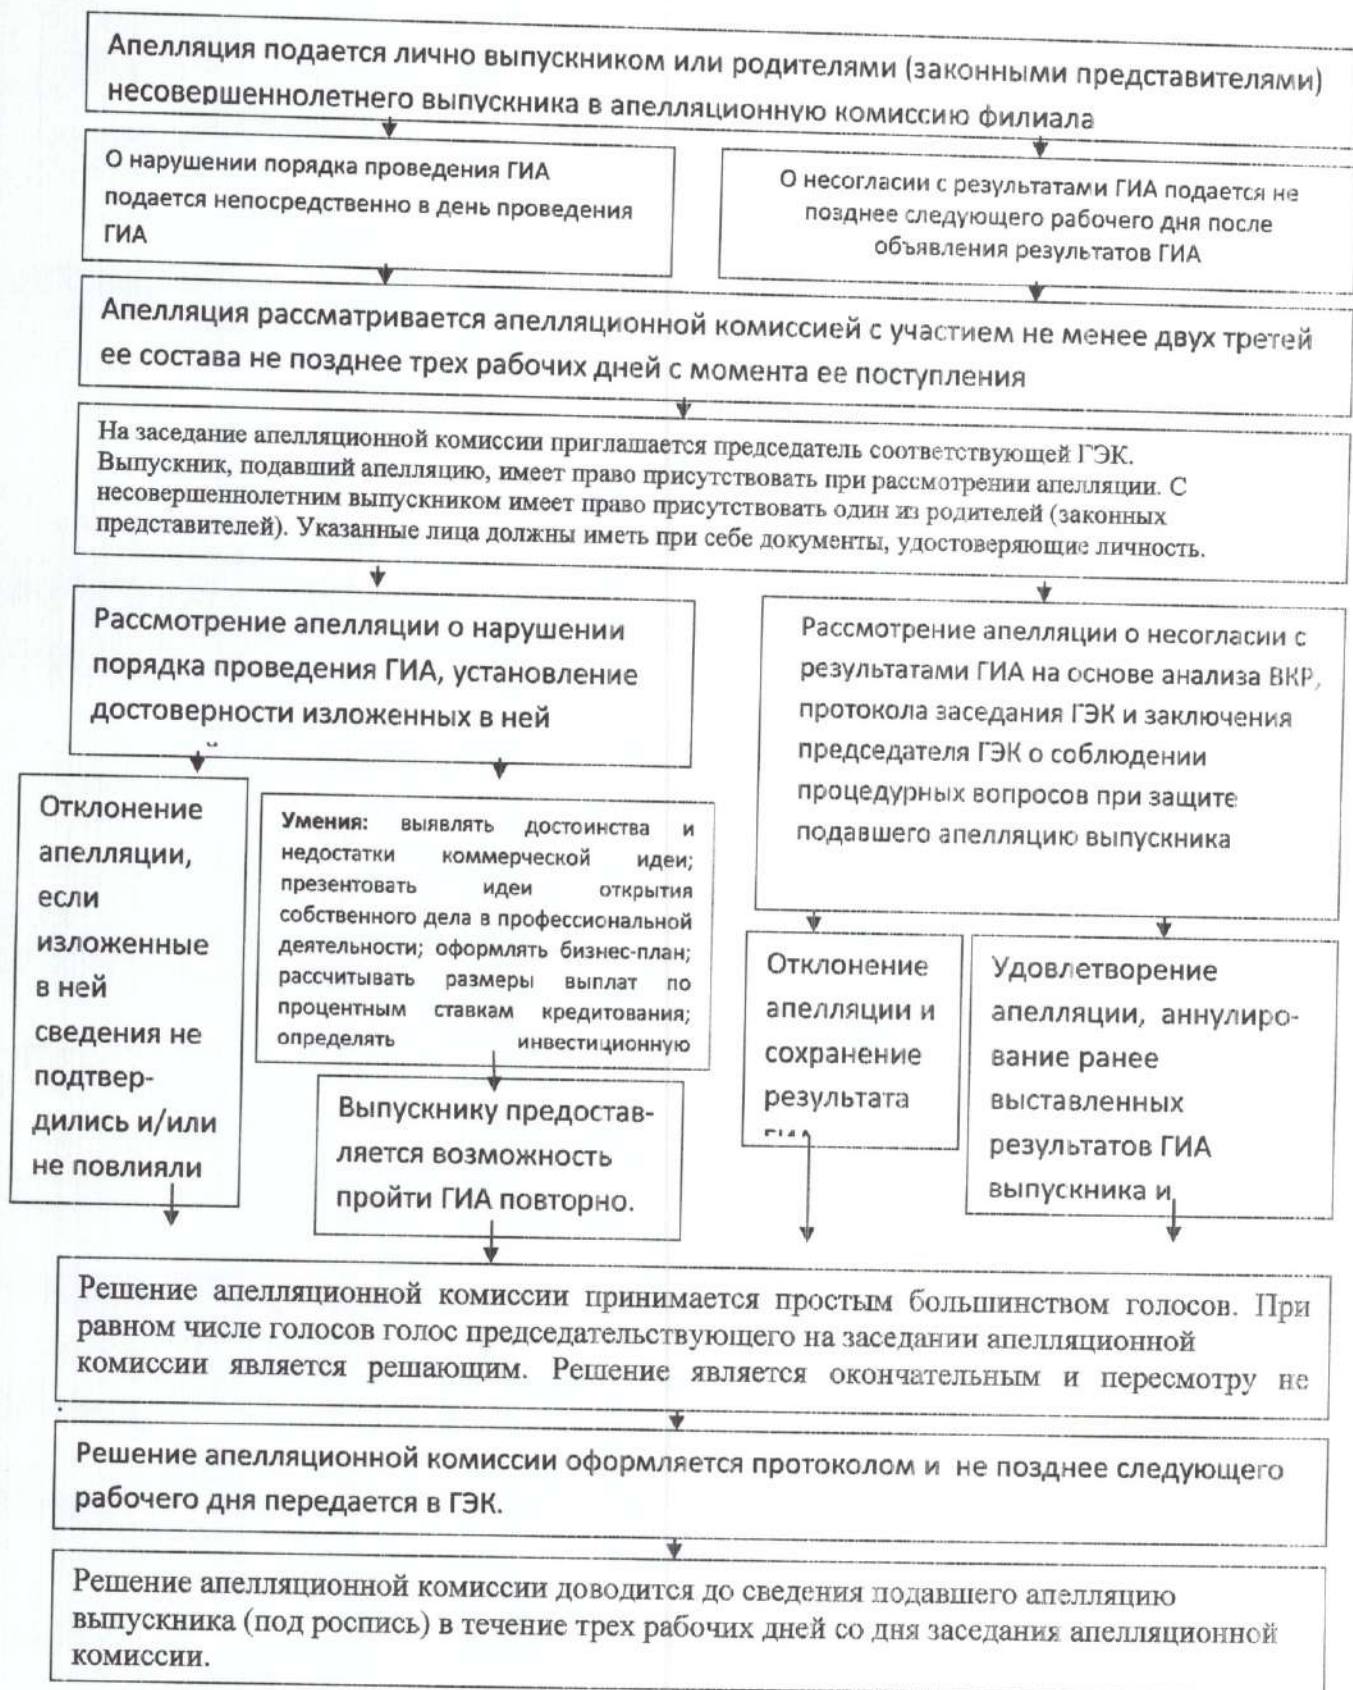 Апелляция подается лично выпускником или родителями (законными представителями)
несовершеннолетнего выпускника в апелляционную комиссию филиала
О нарушении порядка проведения ГИА
подается непосредственно в день проведения
ГИА
О несогласии с результатами ГИА подается не
позднее следующего рабочего дня после
объявления результатов ГИА
Апелляция рассматривается апелляционной комиссией с участием не менее двух третей
ее состава не позднее трех рабочих дней с момента ее поступления
На заседание апелляционной комиссии приглашается председатель соответствующей ГЭК.
Выпускник, подавший апелляцию, имеет право присутствовать при рассмотрении апелляции. С
несовершеннолетним выпускником имеет право присутствовать один из родителей (законных
представителей). Указанные лица должны иметь при себе документы, удостоверяющие личность.
Рассмотрение апелляции о нарушении
порядка проведения ГИА, установление
достоверности изложенных в ней
Рассмотрение апелляции о несогласии с
результатами ГИА на основе анализа ВКР,
протокола заседания ГЭК и заключения
председателя ГЭК о соблюдении
процедурных вопросов при защите
подавшего апелляцию выпускника
Отклонение
апелляции,
если
изложенные
в ней
сведения не
подтвер-
дились и/или
не повлияли
Умения: выявлять достоинства и
недостатки коммерческой идеи;
презентовать идеи открытия
собственного дела в профессиональной
деятельности; оформлять бизнес-план;
рассчитывать размеры выплат по
процентным ставкам кредитования;
определять инвестиционную
Выпускнику предостав-
ляется возможность
пройти ГИА повторно.
Отклонение
апелляции и
сохранение
результата
Удовлетворение
апелляции, аннулиро-
вание ранее
выставленных
результатов ГИА
выпускника и
Решение апелляционной комиссии принимается простым большинством голосов. При
равном числе голосов голос председательствующего на заседании апелляционной
комиссии является решающим. Решение является окончательным и пересмотру не
Решение апелляционной комиссии оформляется протоколом и не позднее следующего
рабочего дня передается в ГЭК.
Решение апелляционной комиссии доводится до сведения подавшего апелляцию
выпускника (под роспись) в течение трех рабочих дней со дня заседания апелляционной
комиссии.